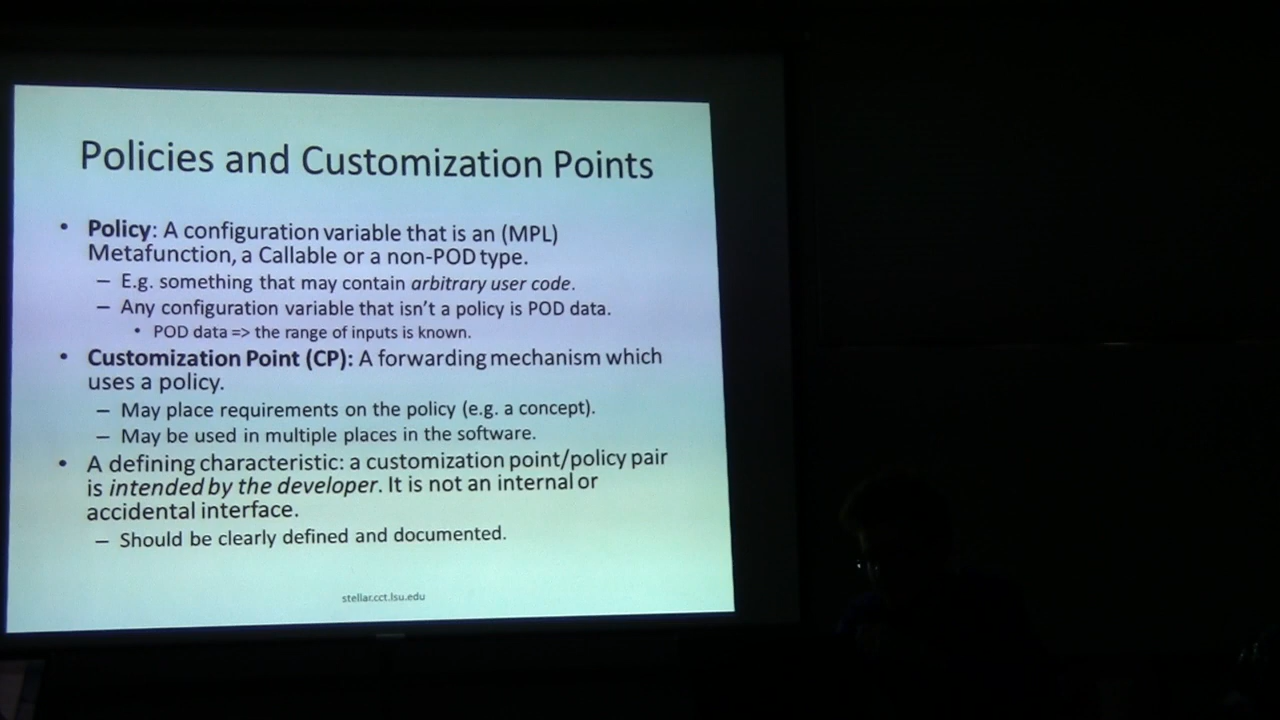 Policies and Customization Points
• Policy: A configuration variable that is an (MPL)
Metafunction, a Callable or a non-POD type.
– E.g. something that may contain arbitrary user code.
– Any configuration variable that isn't a policy is POD data.
• POD data => the range of inputs is known.
• Customization Point (CP): A forwarding mechanism which
uses a policy.
– May place requirements on the policy (e.g. a concept).
– May be used in multiple places in the software.
• A defining characteristic: a customization point/policy pair
is intended by the developer. It is not an internal or
accidental interface.
– Should be clearly defined and documented.
stellar.cct.lsu.edu